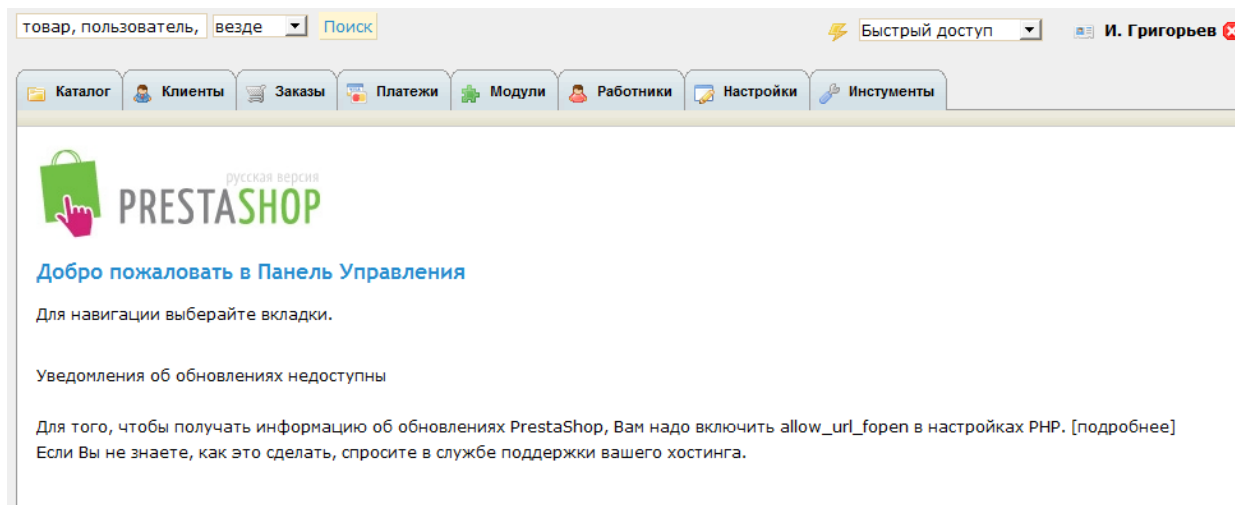 товар, пользователь, везде Поиск Быстрый доступ И. Григорьев
Каталог Клиенты Заказы Платежи Модули Работники Настройки Инстументы
русская версия
PRESTASHOP
Добро пожаловать в Панель Управления
Для навигации выберайте вкладки.
Уведомления об обновлениях недоступны
Для того, чтобы получать информацию об обновлениях PrestaShop, Вам надо включить allow_url_fopen в настройках PHP. [подробнее]
Если Вы не знаете, как это сделать, спросите в службе поддержки вашего хостинга.